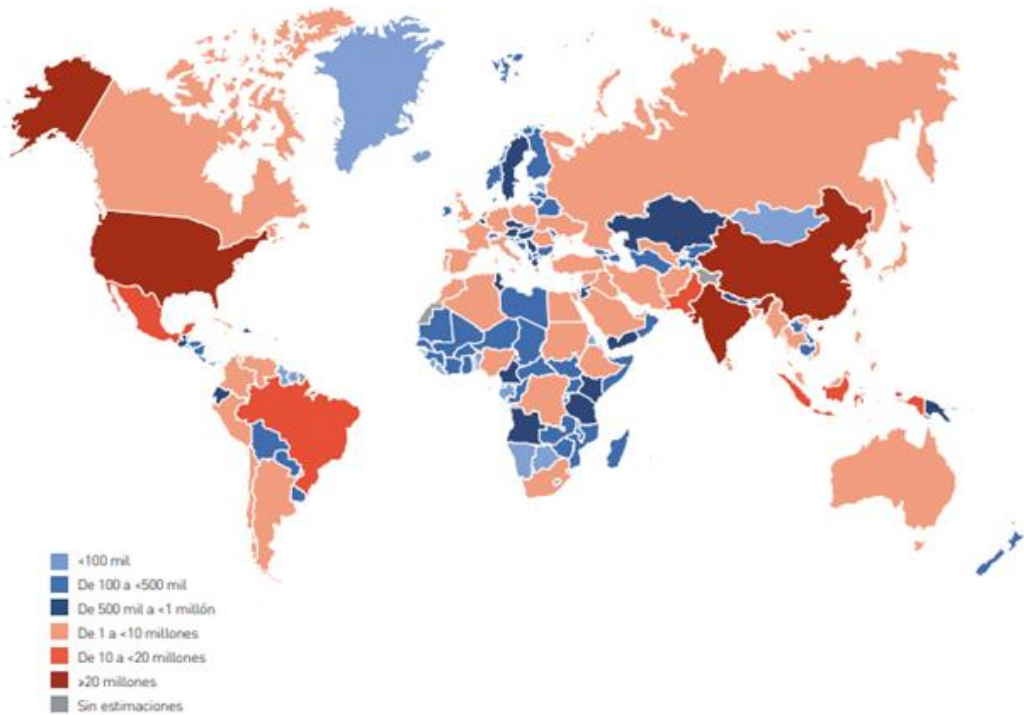 <100 mil
De 100 a <500 mil
De 500 mil a <1 millón
De 1 a <10 millones
De 10 a <20 millones
≥20 millones
Sin estimaciones